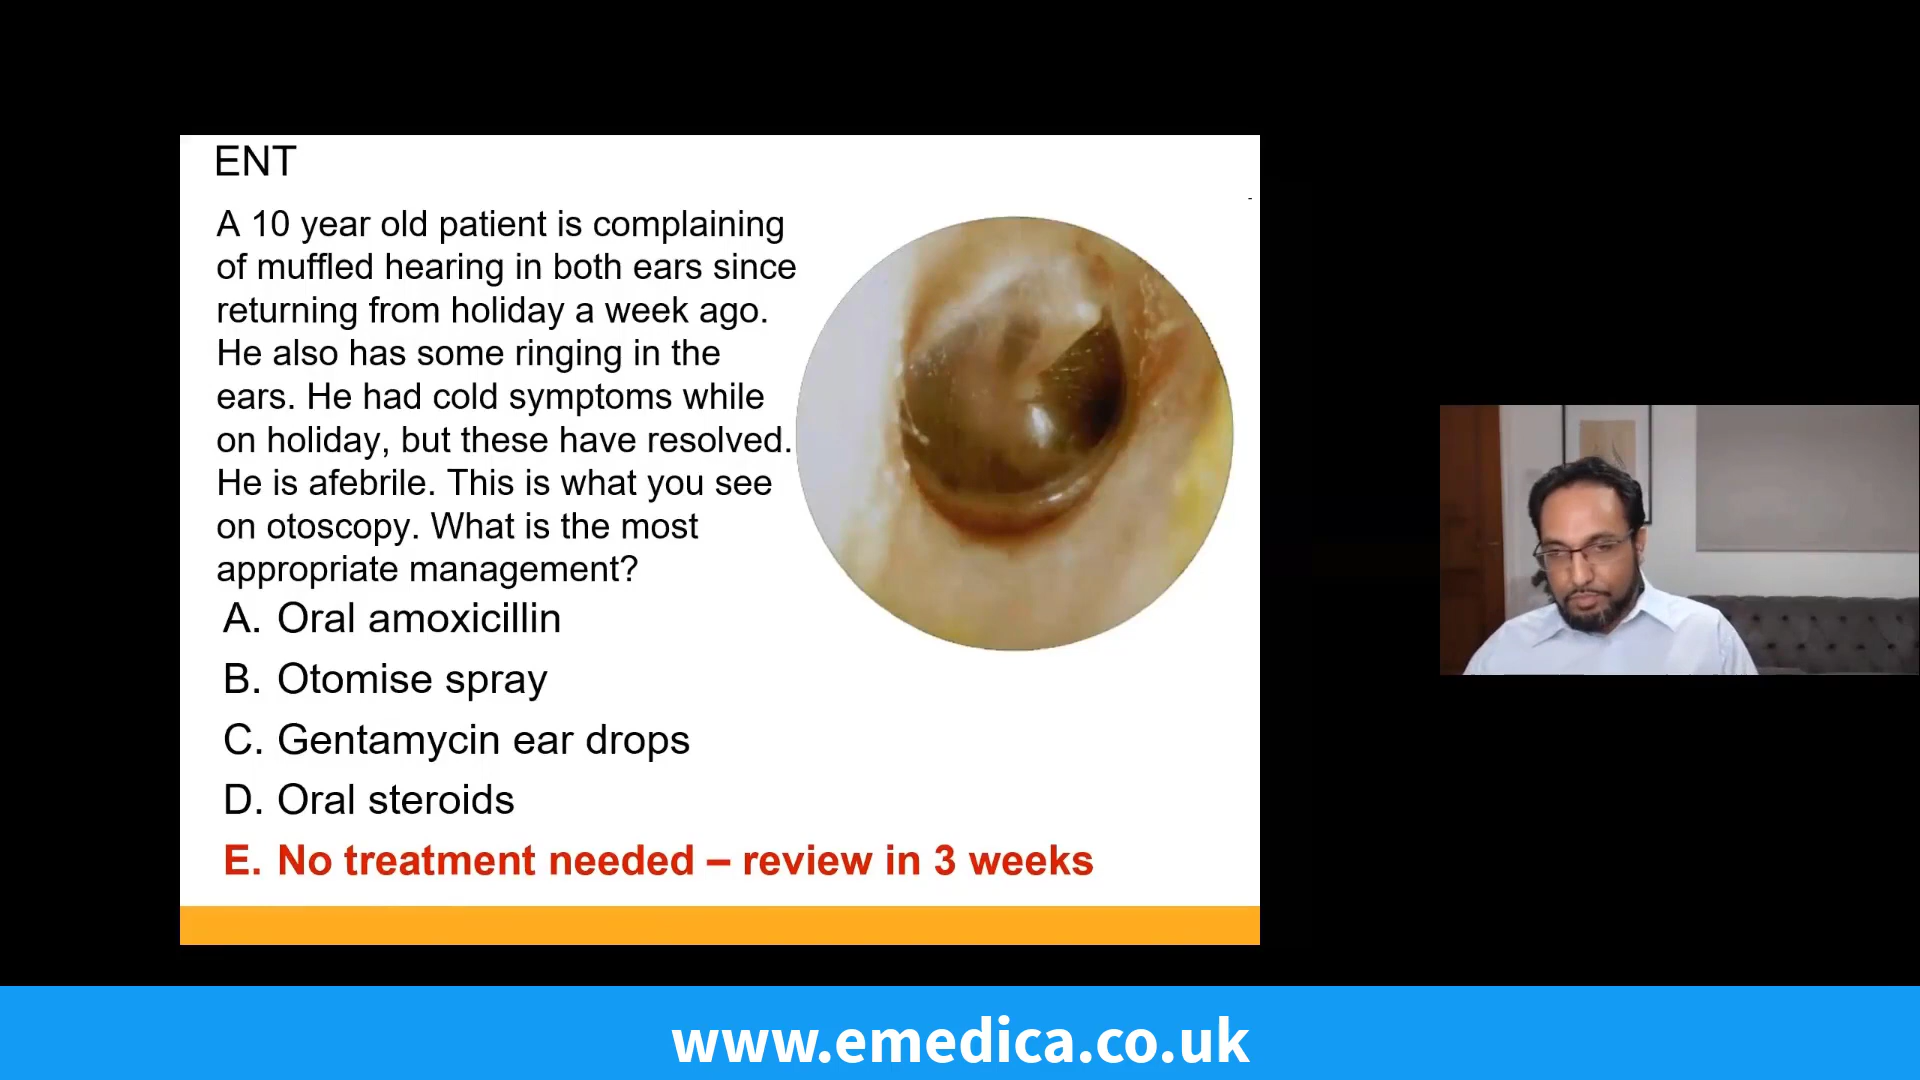 ENT
A 10 year old patient is complaining
of muffled hearing in both ears since
returning from holiday a week ago.
He also has some ringing in the
ears. He had cold symptoms while
on holiday, but these have resolved.
He is afebrile. This is what you see
on otoscopy. What is the most
appropriate management?
A. Oral amoxicillin
B. Otomise spray
C. Gentamycin ear drops
D. Oral steroids
E. No treatment needed – review in 3 weeks
www.emedica.co.uk